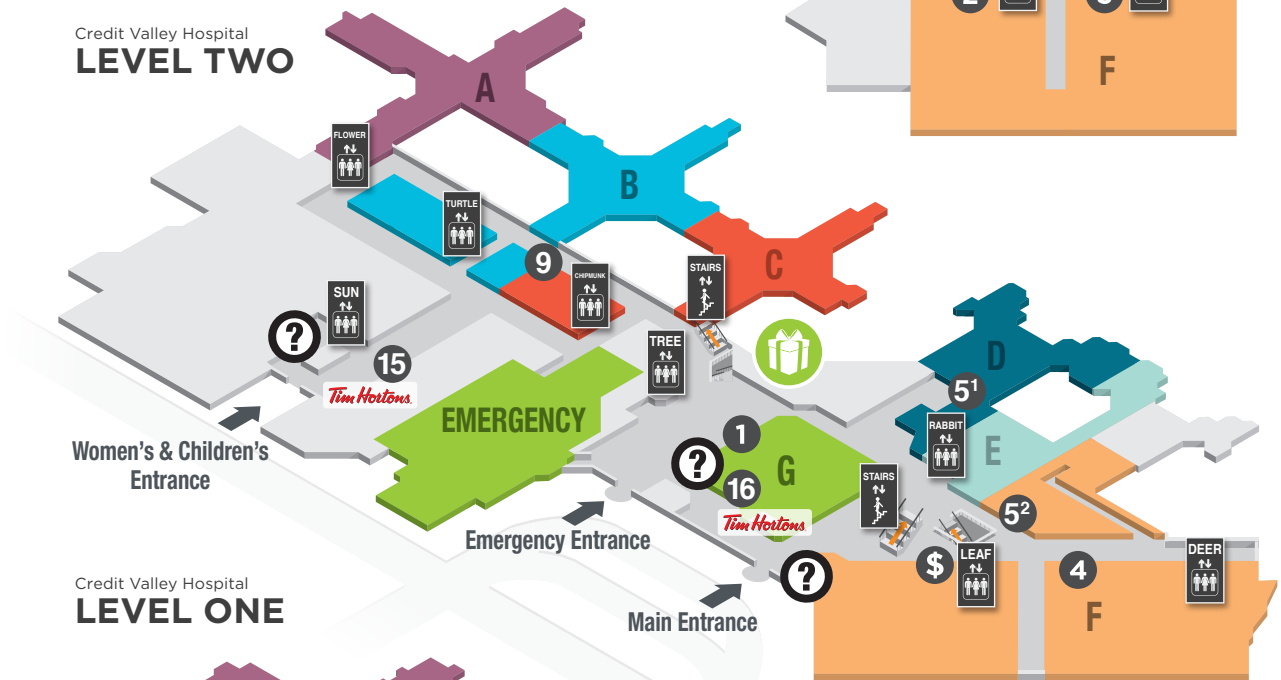 Credit Valley Hospital
LEVEL TWO
F
A
FLOWER
B
TURTLE
9
CHIPMUNK
STAIRS
C
SUN
?
15
Tim Hortons
TREE
EMERGENCY
D
5¹
RABBIT
E
Women's & Children's
Entrance
1
?
16
G
Tim Hortons
STAIRS
5²
Emergency Entrance
$
LEAF
4
DEER
?
F
Main Entrance
Credit Valley Hospital
LEVEL ONE